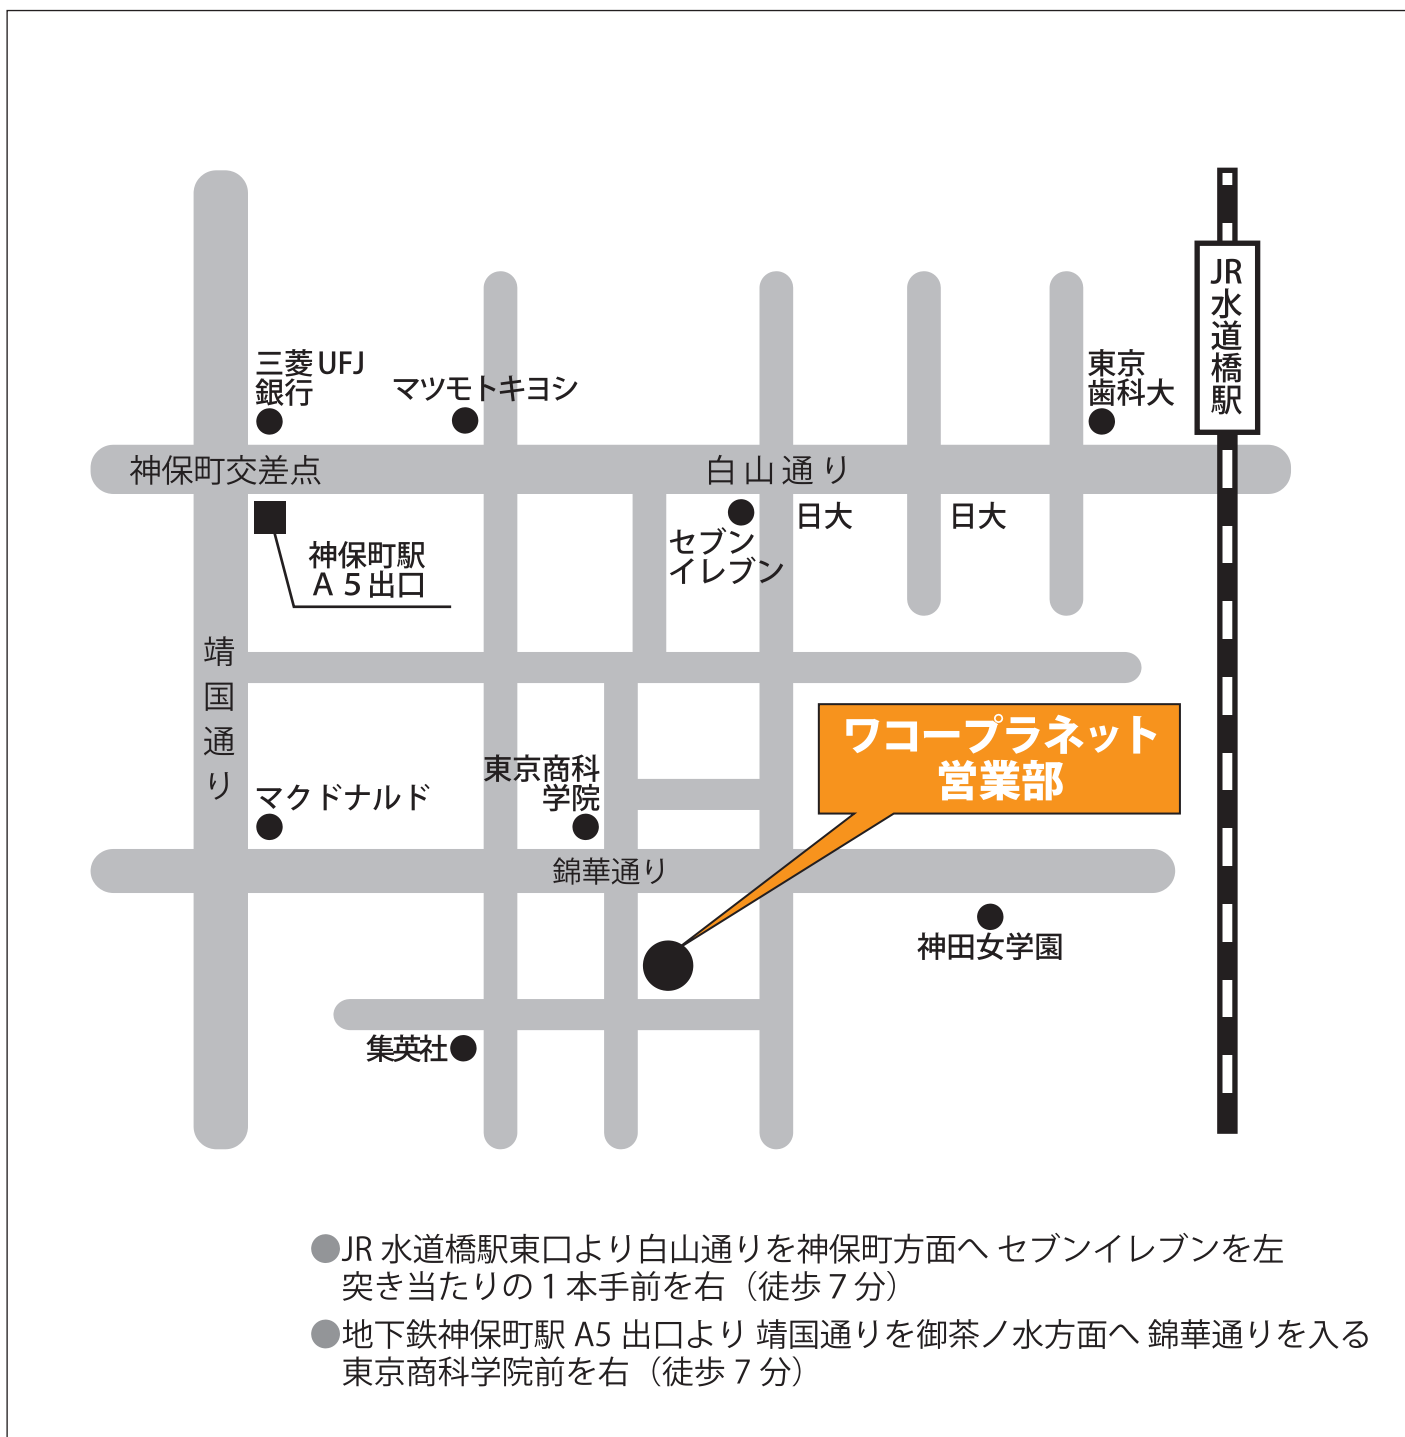 JR水道橋駅
三菱UFJ
銀行
マツモトキヨシ
東京
歯科大
神保町交差点
白山通り
日大
日大
セブン
イレブン
神保町駅
A 5出口
靖国通り
ワコープラネット
営業部
東京商科
学院
マクドナルド
錦華通り
神田女学園
集英社
●JR 水道橋駅東口より白山通りを神保町方面へ セブンイレブンを左
突き当たりの1本手前を右（徒歩7分）
●地下鉄神保町駅 A5 出口より 靖国通りを御茶ノ水方面へ 錦華通りを入る
東京商科学院前を右（徒歩 7 分）